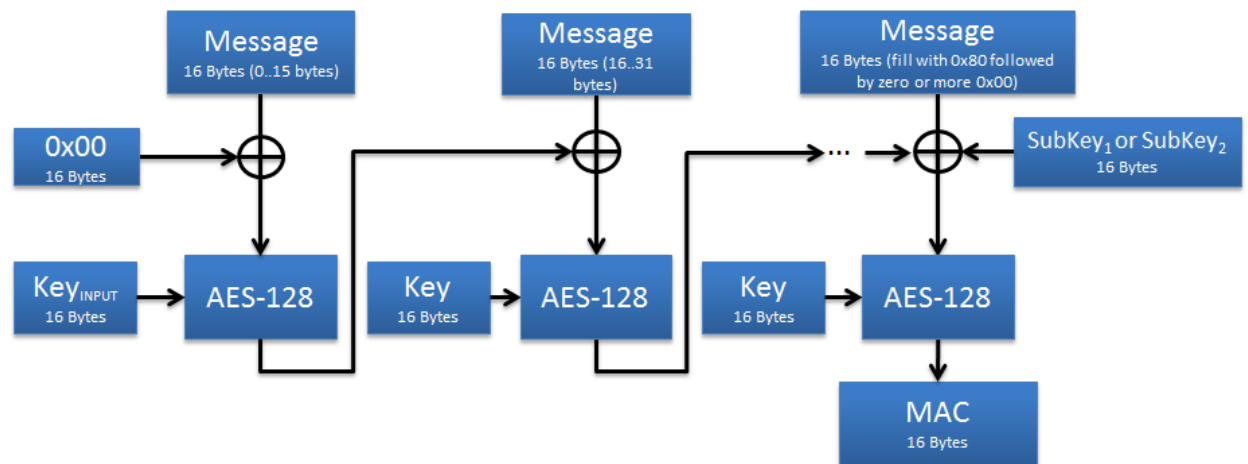 Message
16 Bytes (0..15 bytes)
Message
16 Bytes (16..31
bytes)
Message
16 Bytes (fill with 0x80 followed
by zero or more 0x00)
0x00
16 Bytes
...
SubKey₁ or SubKey₂
16 Bytes
Key INPUT
16 Bytes
AES-128
Key
16 Bytes
AES-128
Key
16 Bytes
AES-128
MAC
16 Bytes